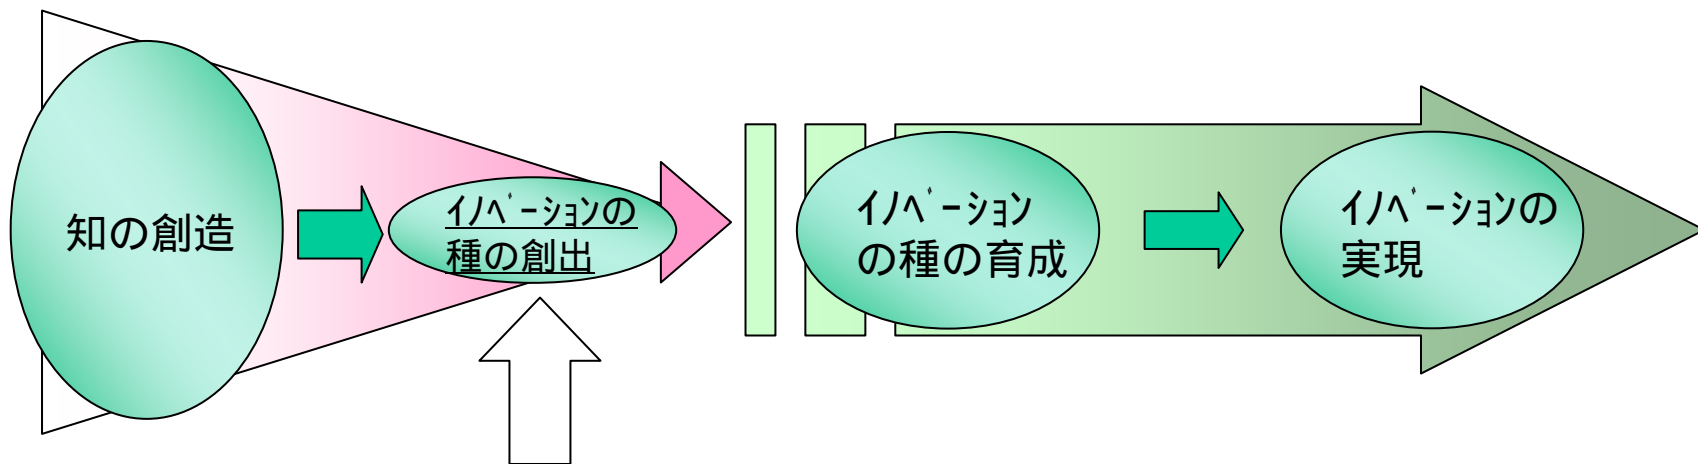 知の創造
ｲﾉﾍﾞｰｼｮﾝの
種の創出
ｲﾉﾍﾞｰｼｮﾝ
の種の育成
ｲﾉﾍﾞｰｼｮﾝの
実現